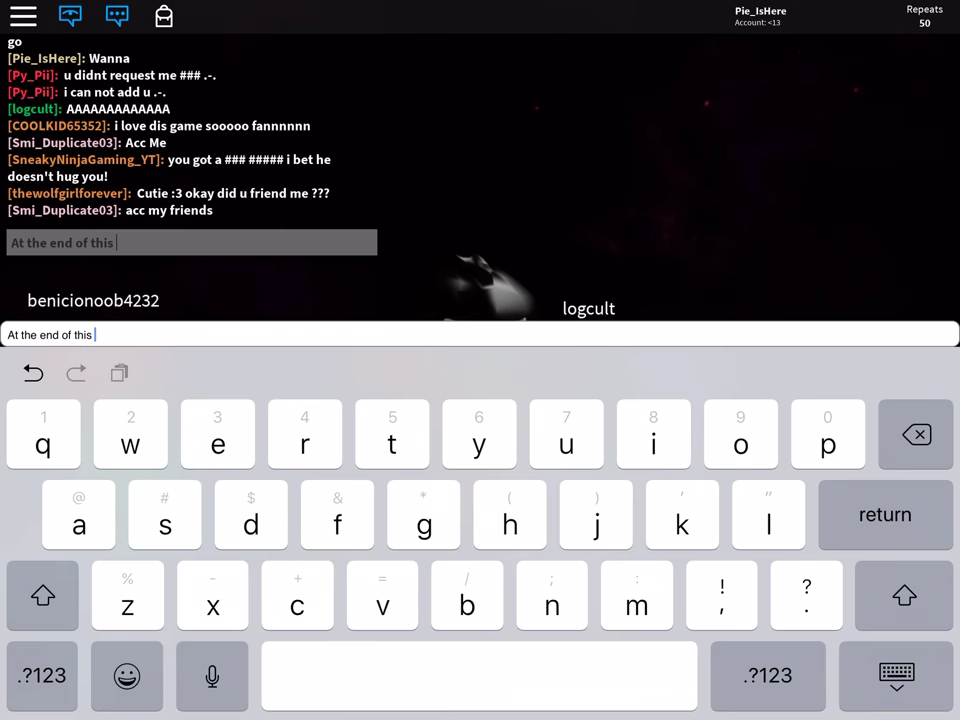 Pie_IsHere
Account: <13
Repeats
50
go
[Pie_IsHere]: Wanna
[Py_Pii]: u didnt request me ### .-.
[Py_Pii]: i can not add u .-.
[logcult]: AAAAAAAAAAAAA
[COOLKID65352]: i love dis game sooooo fannnnnn
[Smi_Duplicate03]: Acc Me
[SneakyNinjaGaming_YT]: you got a ### ##### i bet he
doesn't hug you!
[thewolfgirlforever]: Cutie :3 okay did u friend me ???
[Smi_Duplicate03]: acc my friends
At the end of this
benicionoob4232
logcult
At the end of this
1 2 3 4 5 6 7 8 9 0
q w e r t y u i o p
@ # $ & * ( ) ' "
a s d f g h j k l return
% - + = / ; : ! ?
z x c v b n m , .
.?123 .?123